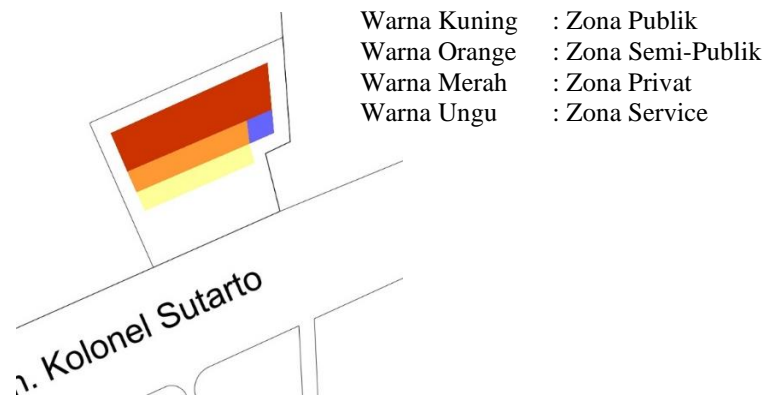 Warna Kuning : Zona Publik
Warna Orange : Zona Semi-Publik
Warna Merah : Zona Privat
Warna Ungu : Zona Service
n. Kolonel Sutarto